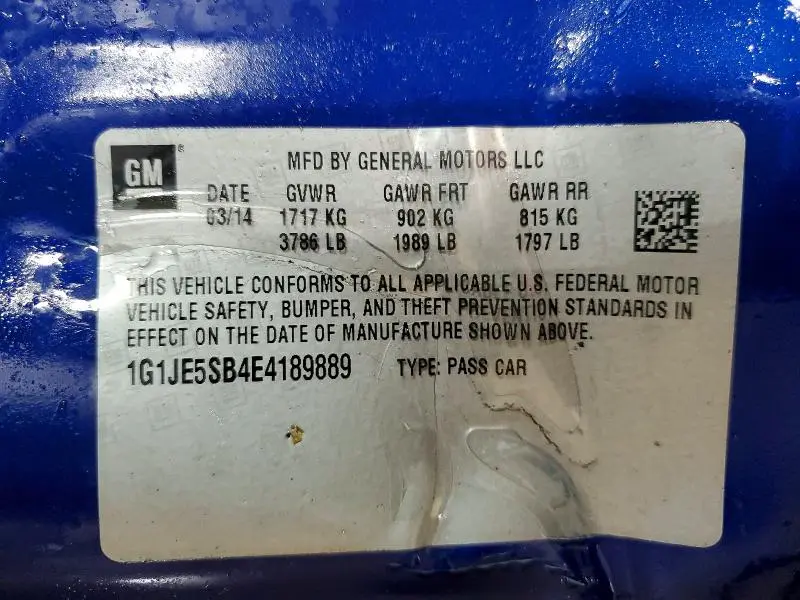 GM
MFD BY GENERAL MOTORS LLC
DATE GVWR GAWR FRT GAWR RR
03/14 1717 KG 902 KG 815 KG
3786 LB 1989 LB 1797 LB
THIS VEHICLE CONFORMS TO ALL APPLICABLE U.S. FEDERAL MOTOR
VEHICLE SAFETY, BUMPER, AND THEFT PREVENTION STANDARDS IN
EFFECT ON THE DATE OF MANUFACTURE SHOWN ABOVE.
1G1JE5SB4E4189889 TYPE: PASS CAR